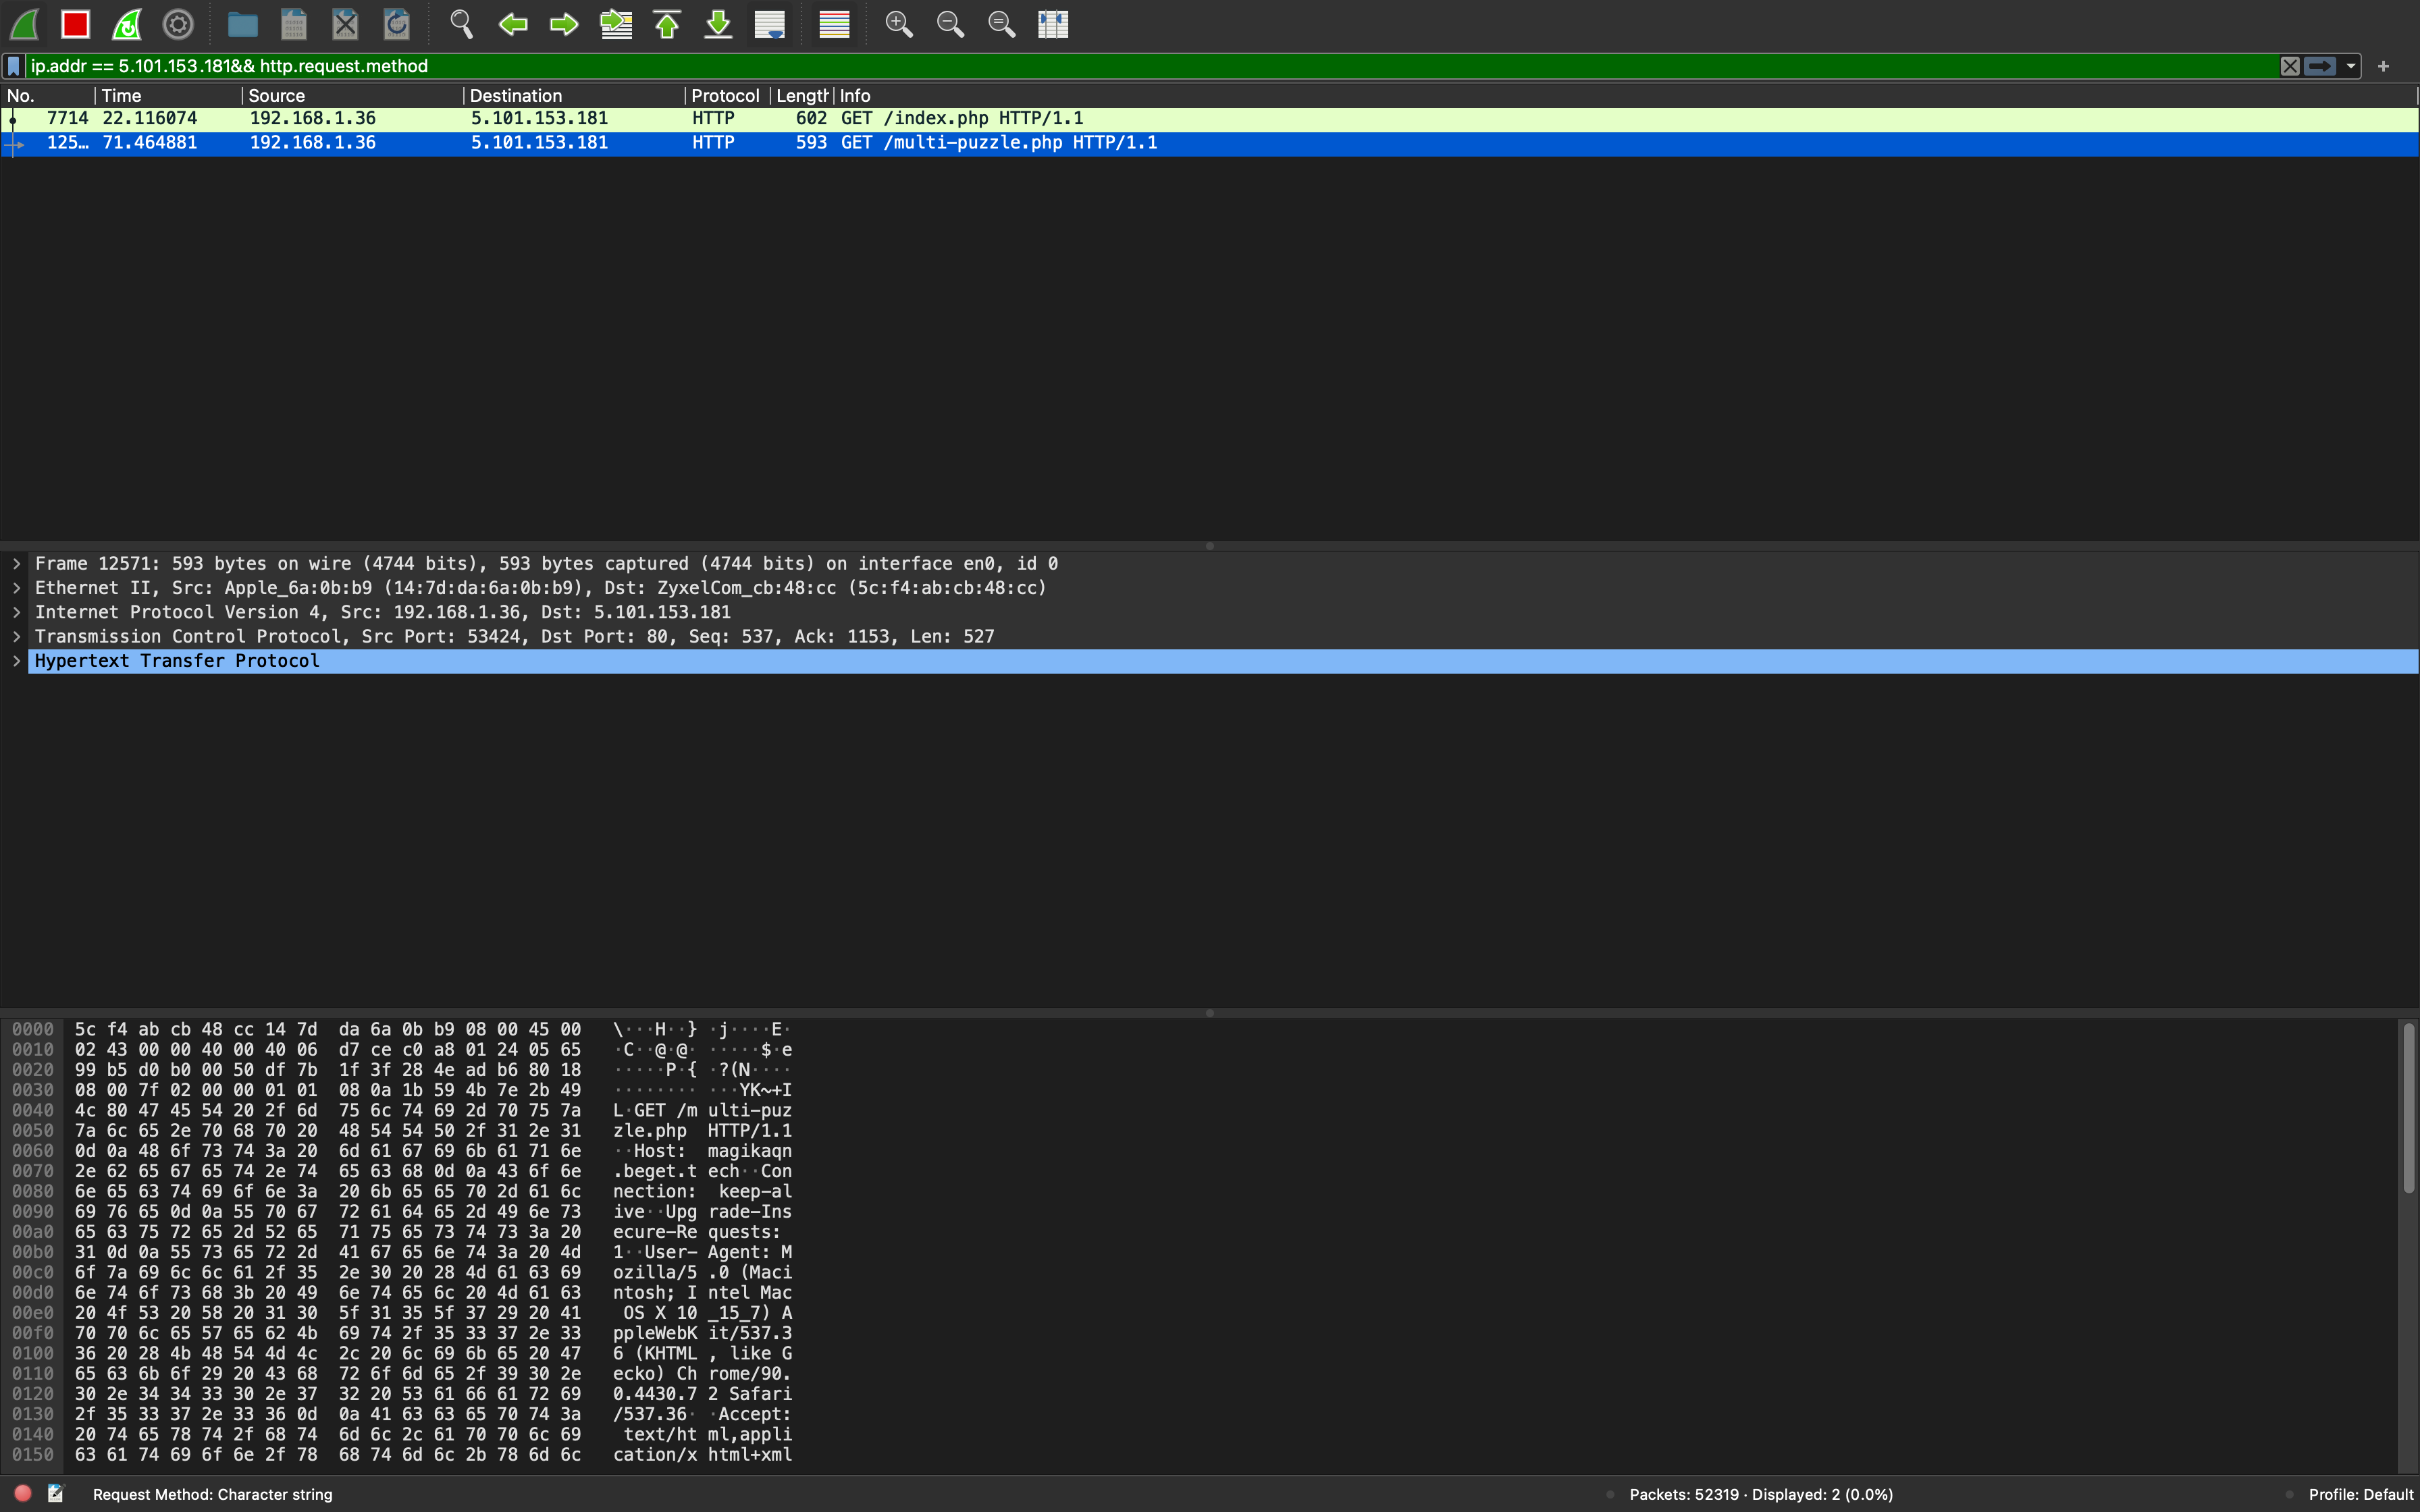 ip.addr == 5.101.153.181&& http.request.method
No. Time Source Destination Protocol Length Info
7714 22.116074 192.168.1.36 5.101.153.181 HTTP 602 GET /index.php HTTP/1.1
125… 71.464881 192.168.1.36 5.101.153.181 HTTP 593 GET /multi-puzzle.php HTTP/1.1
Frame 12571: 593 bytes on wire (4744 bits), 593 bytes captured (4744 bits) on interface en0, id 0
Ethernet II, Src: Apple_6a:0b:b9 (14:7d:da:6a:0b:b9), Dst: ZyxelCom_cb:48:cc (5c:f4:ab:cb:48:cc)
Internet Protocol Version 4, Src: 192.168.1.36, Dst: 5.101.153.181
Transmission Control Protocol, Src Port: 53424, Dst Port: 80, Seq: 537, Ack: 1153, Len: 527
Hypertext Transfer Protocol
0000 5c f4 ab cb 48 cc 14 7d da 6a 0b b9 08 00 45 00 \···H··} ·j····E·
0010 02 43 00 00 40 00 40 06 d7 ce c0 a8 01 24 05 65 ·C··@·@· ·····$·e
0020 99 b5 d0 b0 00 50 df 7b 1f 3f 28 4e ad b6 80 18 ·····P·{ ·?(N····
0030 08 00 7f 02 00 00 01 01 08 0a 1b 59 4b 7e 2b 49 ········ ···YK~+I
0040 4c 80 47 45 54 20 2f 6d 75 6c 74 69 2d 70 75 7a L·GET /m ulti-puz
0050 7a 6c 65 2e 70 68 70 20 48 54 54 50 2f 31 2e 31 zle.php HTTP/1.1
0060 0d 0a 48 6f 73 74 3a 20 6d 61 67 69 6b 61 71 6e ··Host: magikaqn
0070 2e 62 65 67 65 74 2e 74 65 63 68 0d 0a 43 6f 6e .beget.t ech··Con
0080 6e 65 63 74 69 6f 6e 3a 20 6b 65 65 70 2d 61 6c nection: keep-al
0090 69 76 65 0d 0a 55 70 67 72 61 64 65 2d 49 6e 73 ive··Upg rade-Ins
00a0 65 63 75 72 65 2d 52 65 71 75 65 73 74 73 3a 20 ecure-Re quests:
00b0 31 0d 0a 55 73 65 72 2d 41 67 65 6e 74 3a 20 4d 1··User- Agent: M
00c0 6f 7a 69 6c 6c 61 2f 35 2e 30 20 28 4d 61 63 69 ozilla/5 .0 (Maci
00d0 6e 74 6f 73 68 3b 20 49 6e 74 65 6c 20 4d 61 63 ntosh; I ntel Mac
00e0 20 4f 53 20 58 20 31 30 5f 31 35 5f 37 29 20 41 OS X 10 _15_7) A
00f0 70 70 6c 65 57 65 62 4b 69 74 2f 35 33 37 2e 33 ppleWebK it/537.3
0100 36 20 28 4b 48 54 4d 4c 2c 20 6c 69 6b 65 20 47 6 (KHTML , like G
0110 65 63 6b 6f 29 20 43 68 72 6f 6d 65 2f 39 30 2e ecko) Ch rome/90.
0120 30 2e 34 34 33 30 2e 37 32 20 53 61 66 61 72 69 0.4430.7 2 Safari
0130 2f 35 33 37 2e 33 36 0d 0a 41 63 63 65 70 74 3a /537.36· ·Accept:
0140 20 74 65 78 74 2f 68 74 6d 6c 2c 61 70 70 6c 69 text/ht ml,appli
0150 63 61 74 69 6f 6e 2f 78 68 74 6d 6c 2b 78 6d 6c cation/x html+xml
Request Method: Character string
Packets: 52319 · Displayed: 2 (0.0%)
Profile: Default